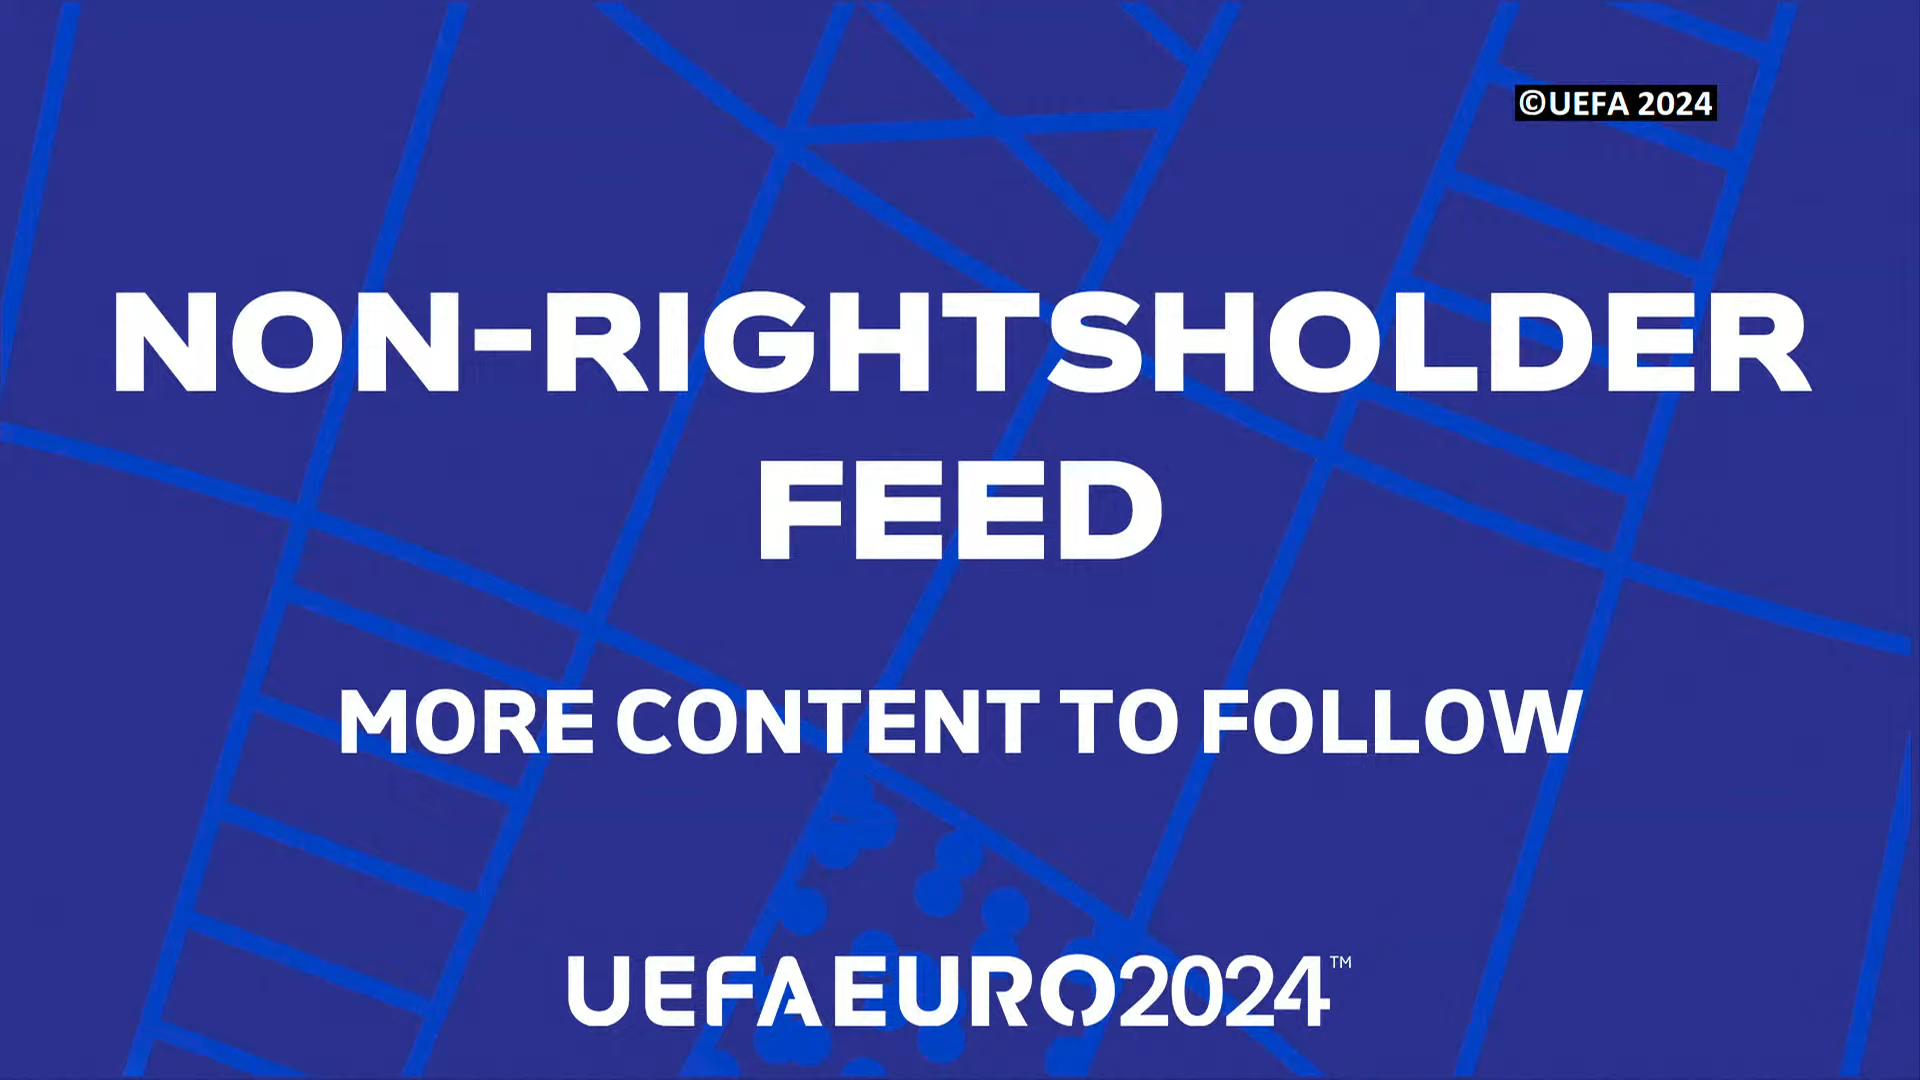 ©UEFA 2024
NON-RIGHTSHOLDER
FEED
MORE CONTENT TO FOLLOW
UEFAEURO2024™